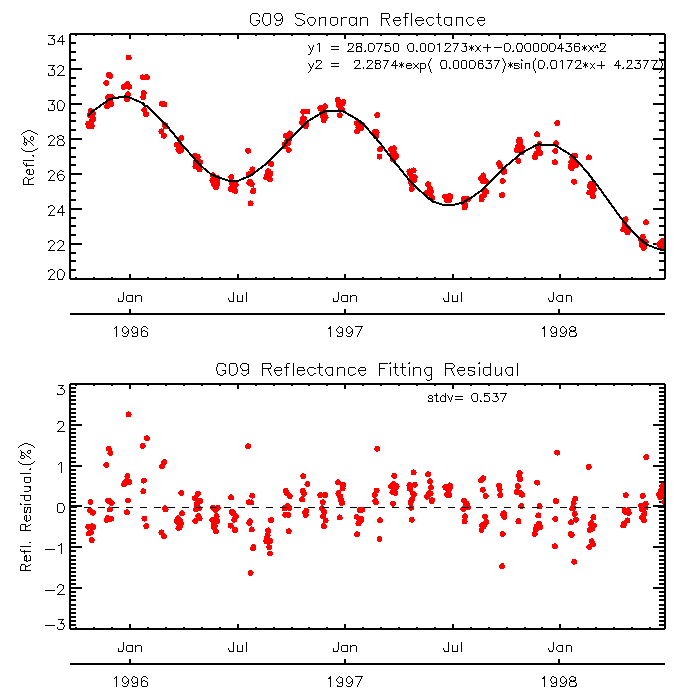 G09 Sonoran Reflectance
y1 = 28.0750 0.001273*x+-0.00000436*x^2
y2 = 2.2874*exp( 0.000637)*sin(0.0172*x+ 4.2377)
Refl.(%)
34
32
30
28
26
24
22
20
Jan Jul Jan Jul Jan
1996 1997 1998
G09 Reflectance Fitting Residual
stdv= 0.537
Refl. Residual.(%)
3
2
1
0
-1
-2
-3
Jan Jul Jan Jul Jan
1996 1997 1998